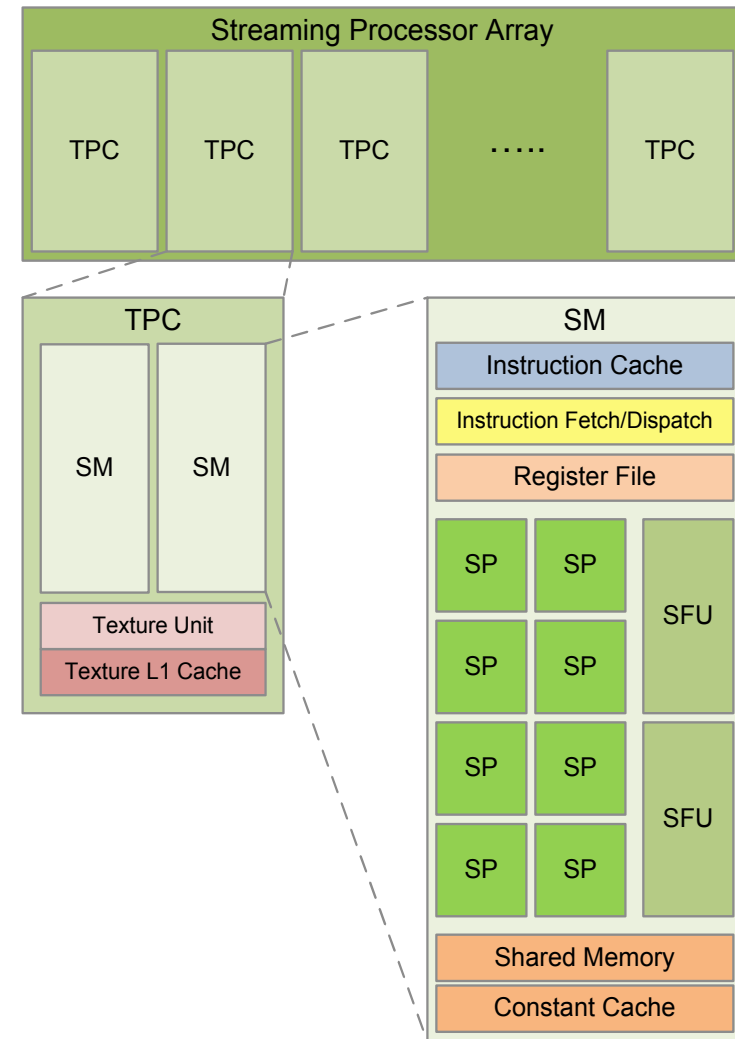 Streaming Processor Array
TPC TPC TPC ..... TPC
TPC
SM SM
Texture Unit
Texture L1 Cache
SM
Instruction Cache
Instruction Fetch/Dispatch
Register File
SP SP
SFU
SP SP
SP SP
SFU
SP SP
Shared Memory
Constant Cache